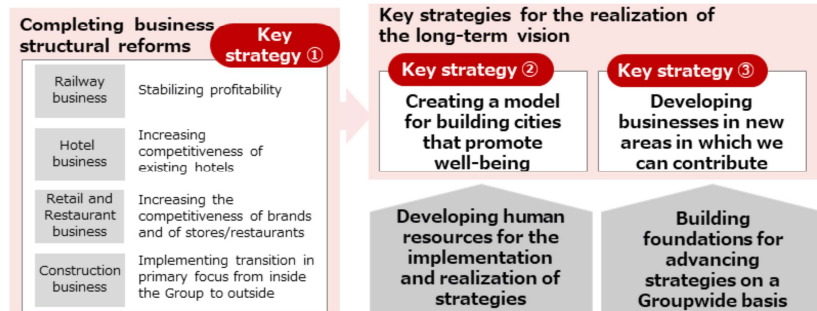 Completing business
structural reforms
Key
strategy ①
Railway
business
Stabilizing profitability
Hotel
business
Increasing
competitiveness of
existing hotels
Retail and
Restaurant
business
Increasing the
competitiveness of brands
and of stores/restaurants
Construction
business
Implementing transition in
primary focus from inside
the Group to outside
Key strategies for the realization of
the long-term vision
Key strategy ②
Creating a model
for building cities
that promote
well-being
Key strategy ③
Developing
businesses in new
areas in which we
can contribute
Developing human
resources for the
implementation
and realization of
strategies
Building
foundations for
advancing
strategies on a
Groupwide basis